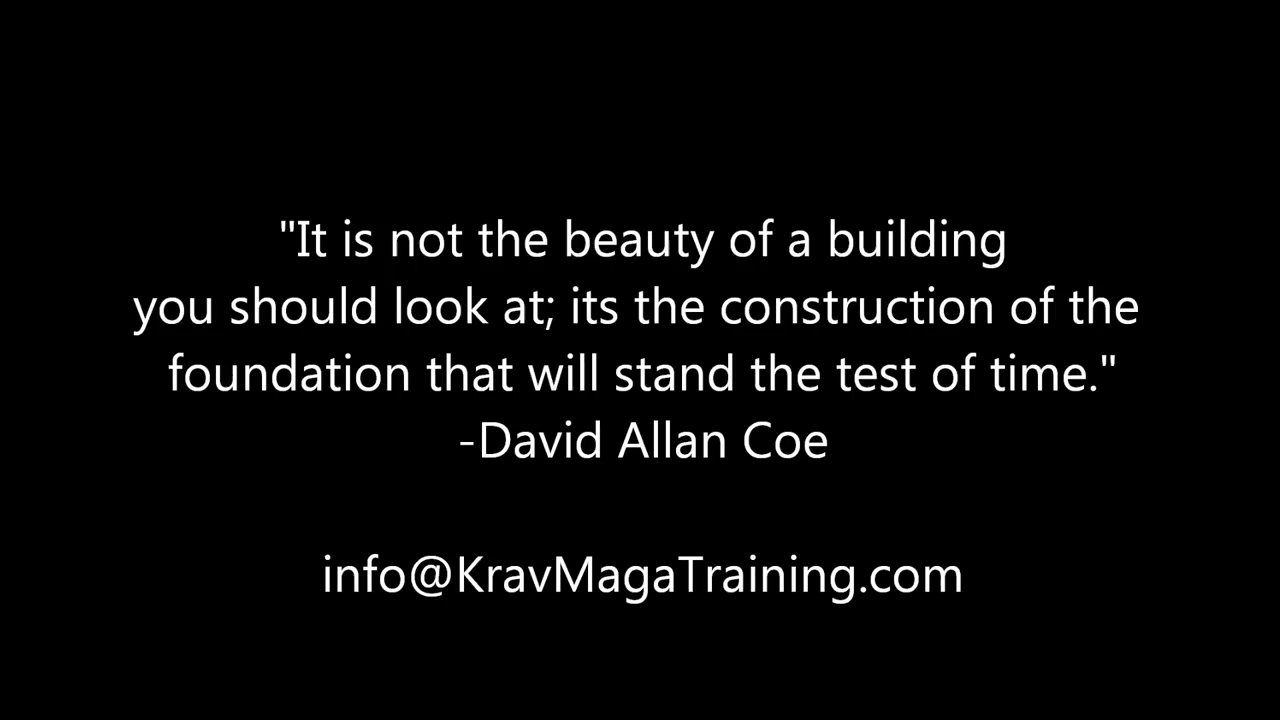 "It is not the beauty of a building
you should look at; its the construction of the
foundation that will stand the test of time."
-David Allan Coe
info@KravMagaTraining.com